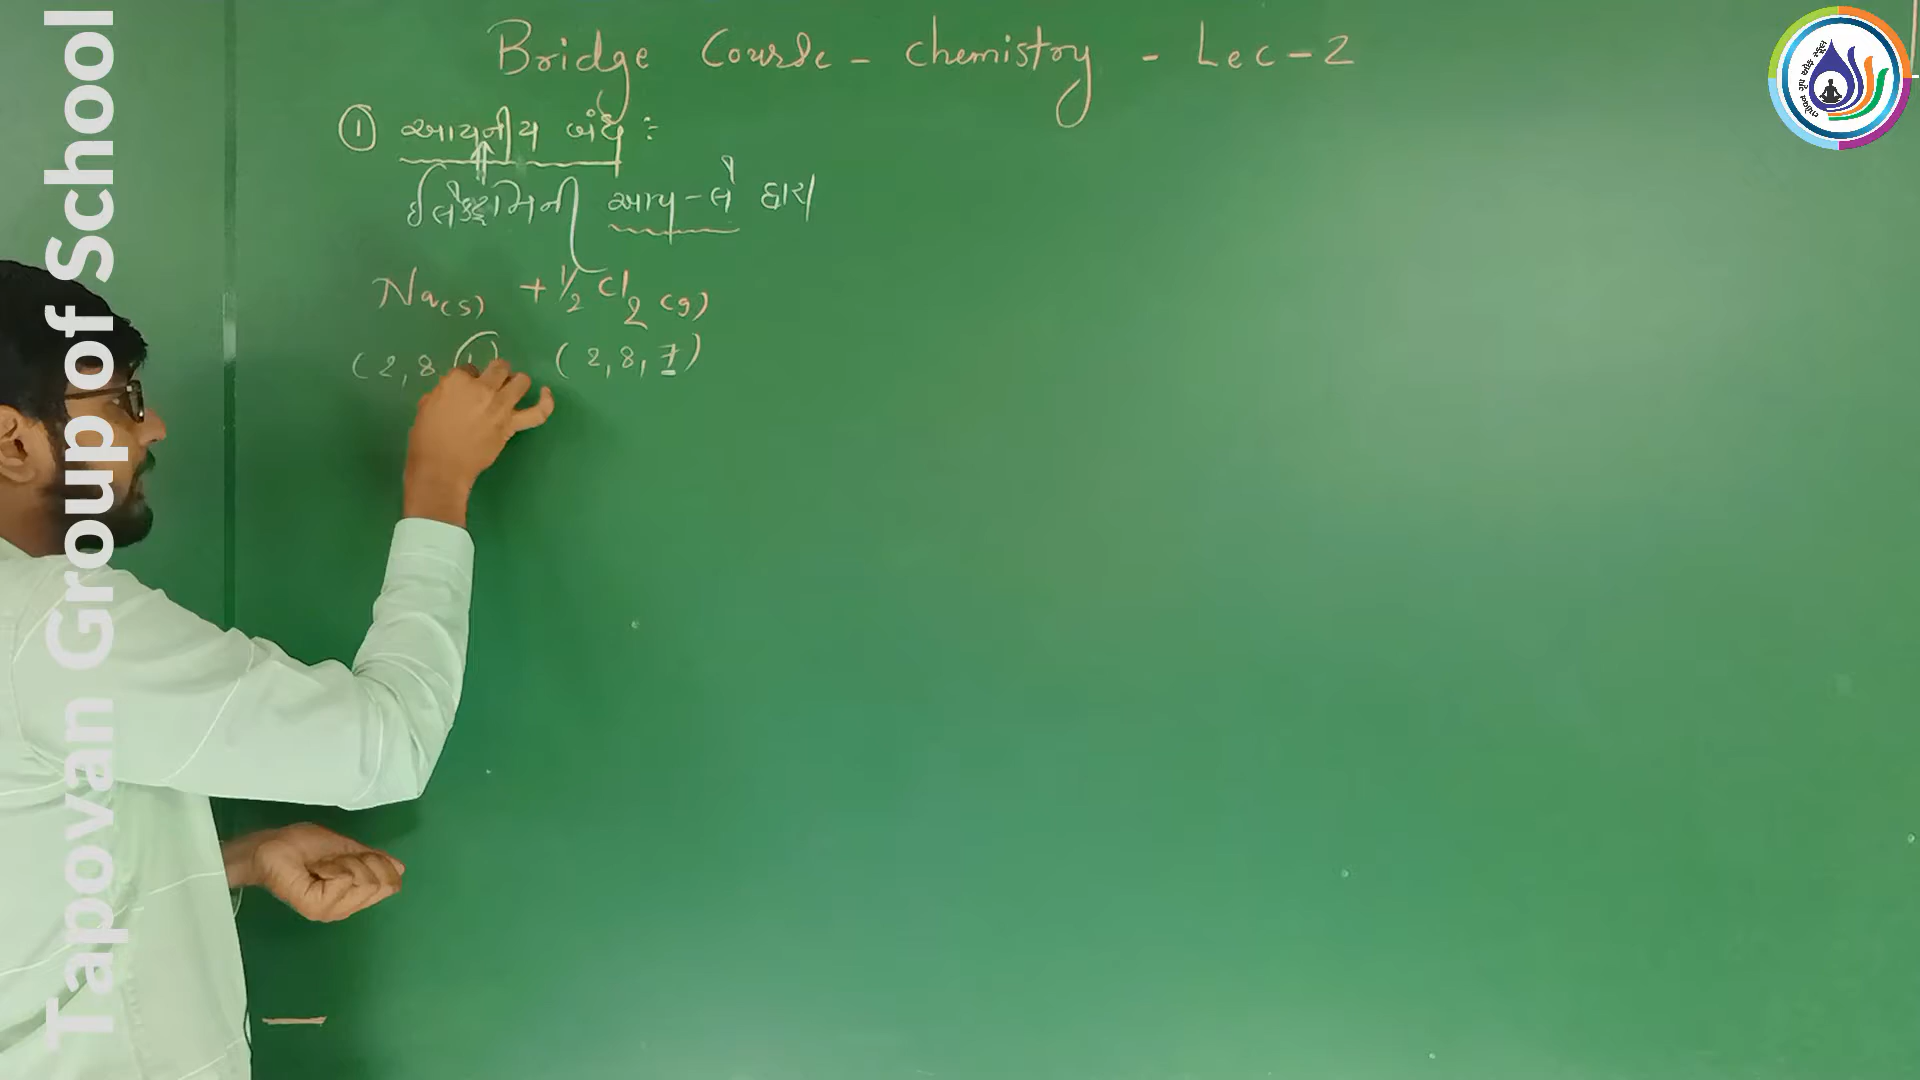 Bridge Course - Chemistry - Lec-2
① આયનીય બંધ :
ઈલેક્ટ્રોનની આપ-લે દ્વારા
Na(s) + 1/2 Cl2 (g)
(2, 8, 1) (2, 8, 7)
Tapovan Group of School